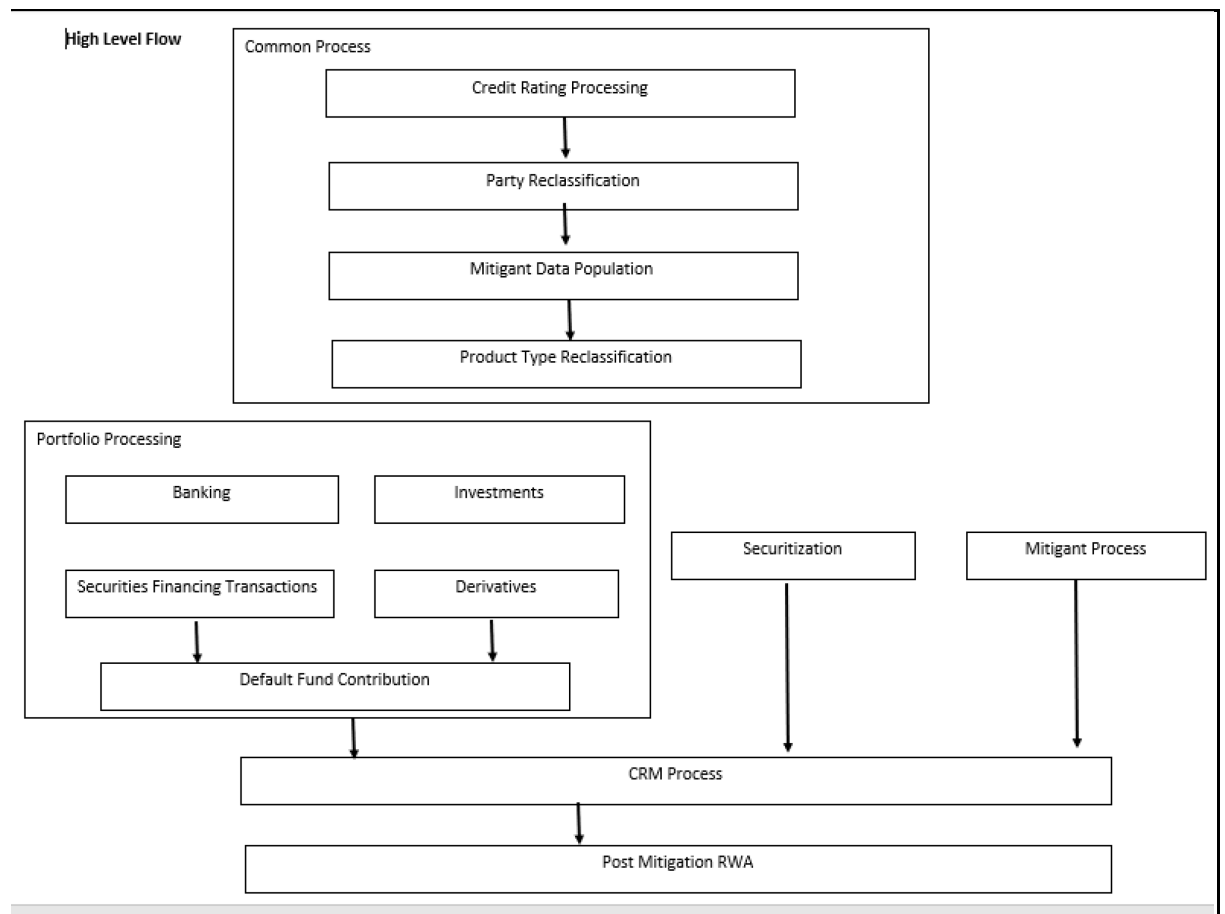 High Level Flow
Common Process
Credit Rating Processing
Party Reclassification
Mitigant Data Population
Product Type Reclassification
Portfolio Processing
Banking
Investments
Securitization
Mitigant Process
Securities Financing Transactions
Derivatives
Default Fund Contribution
CRM Process
Post Mitigation RWA